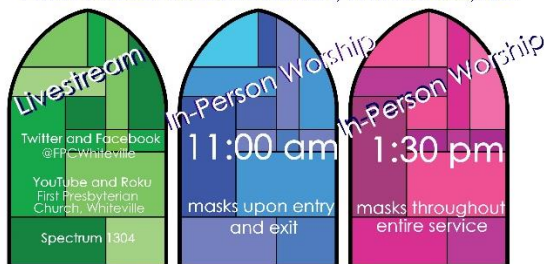 Livestream
Twitter and Facebook
@FPCWhiteville
YouTube and Roku
First Presbyterian
Church, Whiteville
Spectrum 1304
In-Person Worship
11:00 am
masks upon entry
and exit
In-Person Worship
1:30 pm
masks throughout
entire service